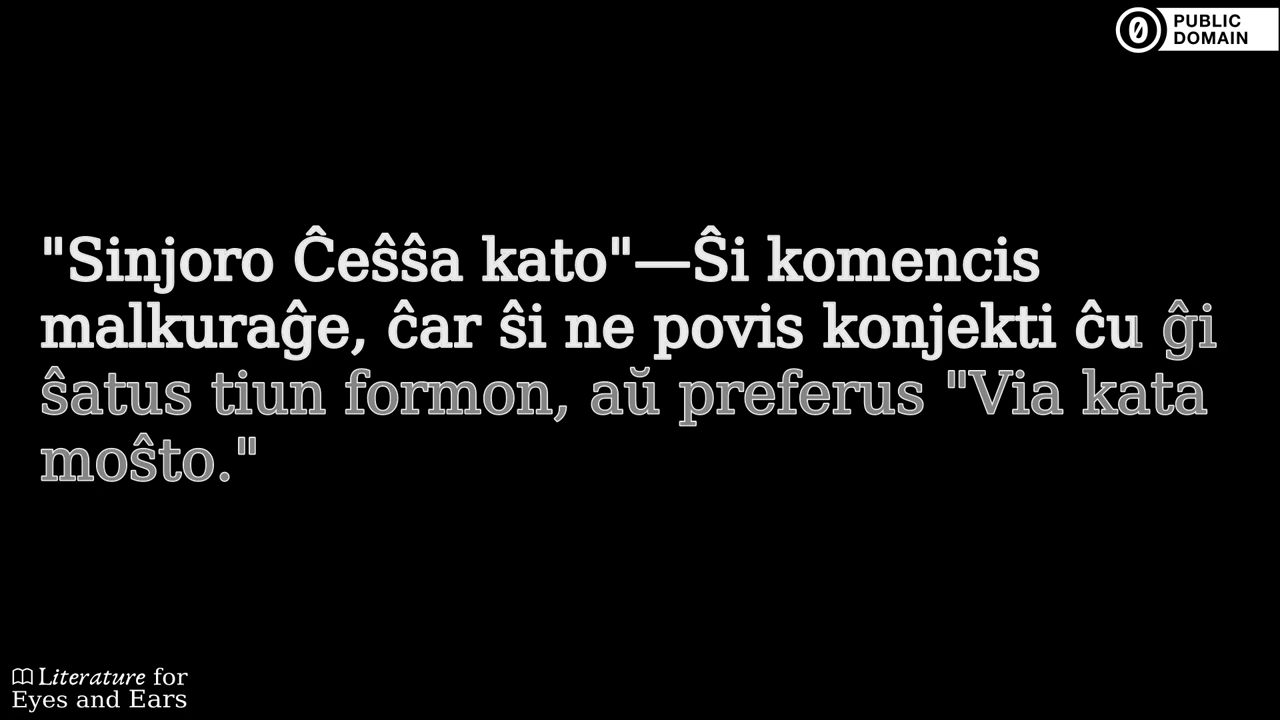 PUBLIC
DOMAIN
"Sinjoro Ĉeŝŝa kato"—Ŝi komencis
malkuraĝe, ĉar ŝi ne povis konjekti ĉu ĝi
ŝatus tiun formon, aŭ preferus "Via kata
moŝto."
Literature for
Eyes and Ears